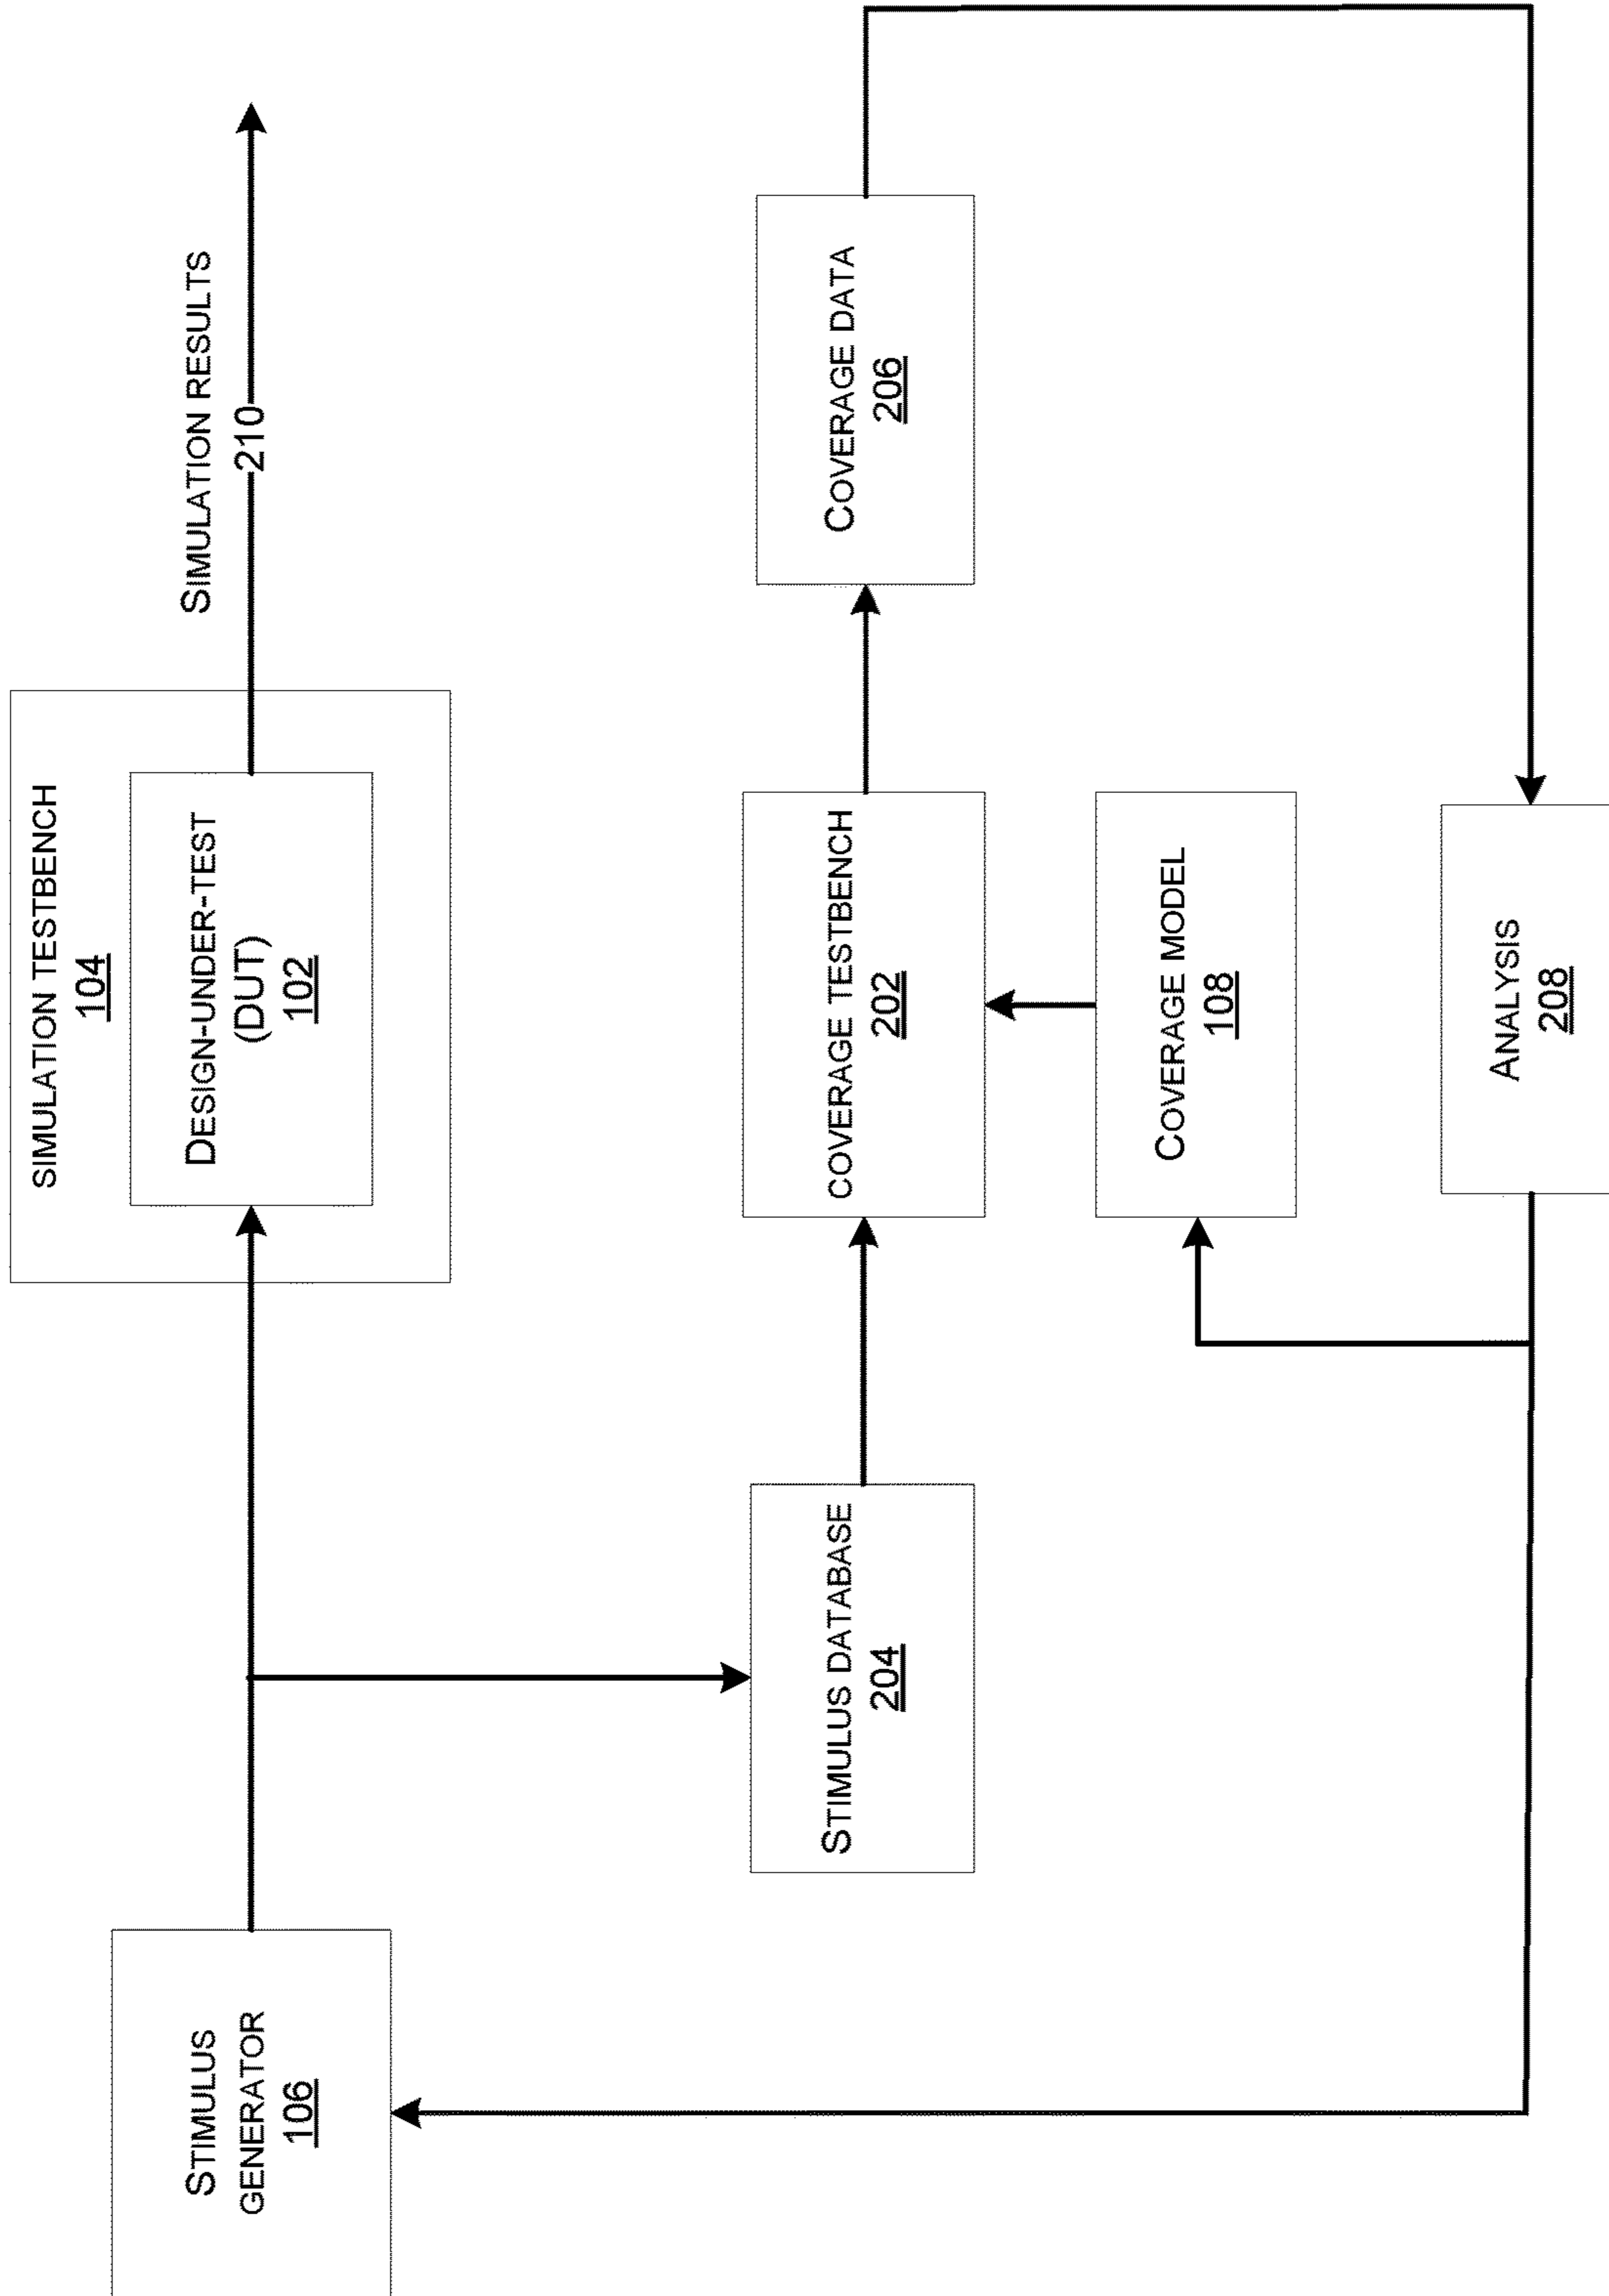 SIMULATION TESTBENCH
104
DESIGN-UNDER-TEST
(DUT)
102
SIMULATION RESULTS
210
STIMULUS
GENERATOR
106
STIMULUS DATABASE
204
COVERAGE TESTBENCH
202
COVERAGE DATA
206
COVERAGE MODEL
108
ANALYSIS
208